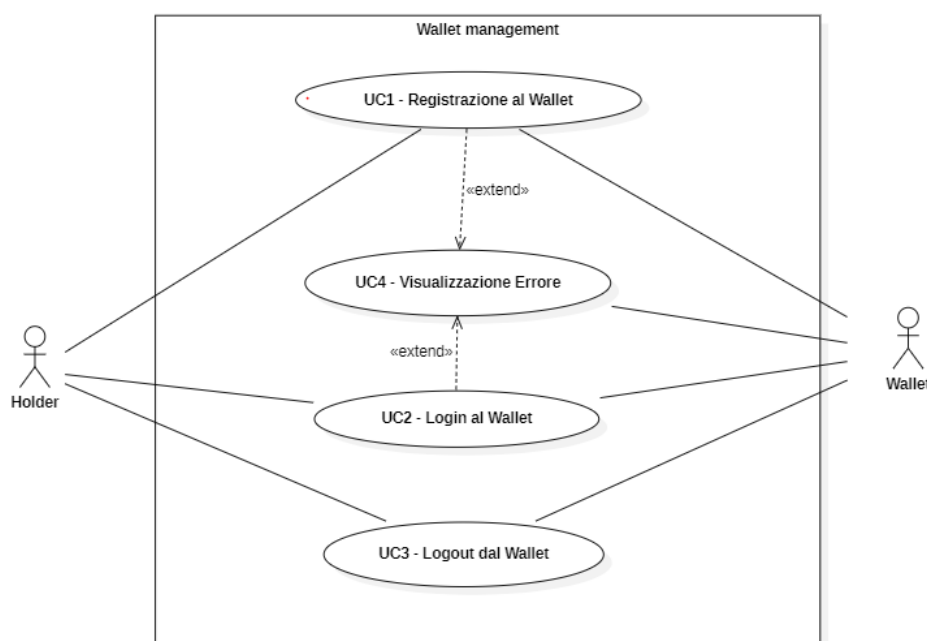 Wallet management
UC1 - Registrazione al Wallet
«extend»
UC4 - Visualizzazione Errore
«extend»
Holder
Wallet
UC2 - Login al Wallet
UC3 - Logout dal Wallet